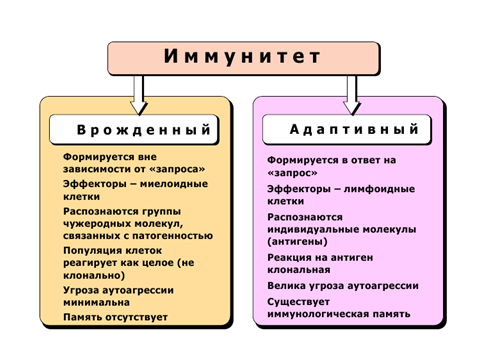 Иммунитет
Врожденный
Формируется вне
зависимости от «запроса»
Эффекторы – миелоидные
клетки
Распознаются группы
чужеродных молекул,
связанных с патогенностью
Популяция клеток
реагирует как целое (не
клонально)
Угроза аутоагрессии
минимальна
Память отсутствует
Адаптивный
Формируется в ответ на
«запрос»
Эффекторы – лимфоидные
клетки
Распознаются
индивидуальные молекулы
(антигены)
Реакция на антиген
клональная
Велика угроза аутоагрессии
Существует
иммунологическая память